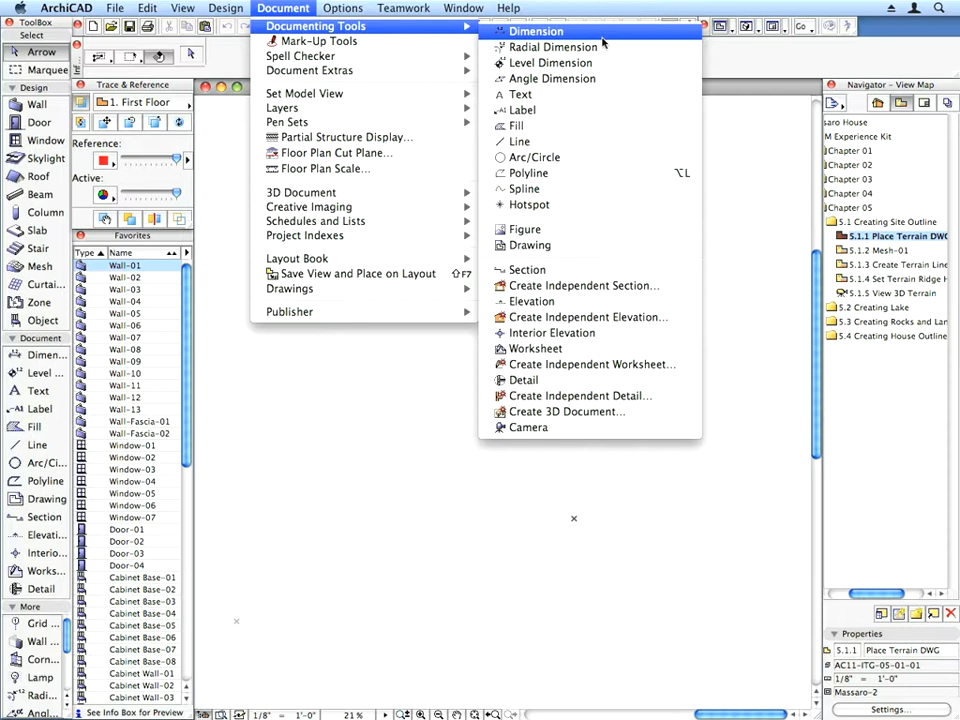 ArchiCAD File Edit View Design Document Options Teamwork Window Help
ToolBox
Select
Arrow
Marquee
Design
Wall
Door
Window
Skylight
Roof
Beam
Column
Slab
Stair
Mesh
Curtai...
Zone
Object
Document
Dimen...
Level ...
Text
Label
Fill
Line
Arc/Ci...
Polyline
Drawing
Section
Elevati...
Interio...
Works...
Detail
More
Grid ...
Wall ...
Corn...
Lamp
Radi...
Angl...
Trace & Reference
1. First Floor
Reference:
Active:
Favorites
Type Name
Wall-01
Wall-02
Wall-03
Wall-04
Wall-05
Wall-06
Wall-07
Wall-08
Wall-09
Wall-10
Wall-11
Wall-12
Wall-13
Wall-Fascia-01
Wall-Fascia-02
Window-01
Window-02
Window-03
Window-04
Window-05
Window-06
Window-07
Door-01
Door-02
Door-03
Door-04
Cabinet Base-01
Cabinet Base-02
Cabinet Base-03
Cabinet Base-04
Cabinet Base-05
Cabinet Base-06
Cabinet Base-07
Cabinet Base-08
Cabinet Wall-01
Cabinet Wall-02
Cabinet Wall-03
See Info Box for Preview
Documenting Tools
Mark-Up Tools
Spell Checker
Document Extras
Set Model View
Layers
Pen Sets
Partial Structure Display...
Floor Plan Cut Plane...
Floor Plan Scale...
3D Document
Creative Imaging
Schedules and Lists
Project Indexes
Layout Book
Save View and Place on Layout ⇧F7
Drawings
Publisher
Dimension
Radial Dimension
Level Dimension
Angle Dimension
Text
Label
Fill
Line
Arc/Circle
Polyline ⌥L
Spline
Hotspot
Figure
Drawing
Section
Create Independent Section...
Elevation
Create Independent Elevation...
Interior Elevation
Worksheet
Create Independent Worksheet...
Detail
Create Independent Detail...
Create 3D Document...
Camera
1/8" = 1'-0" 21 %
Go...
Navigator - View Map
ssaro House
M Experience Kit
Chapter 01
Chapter 02
Chapter 03
Chapter 04
Chapter 05
5.1 Creating Site Outline
5.1.1 Place Terrain DWG
5.1.2 Mesh-01
5.1.3 Create Terrain Line
5.1.4 Set Terrain Ridge H
5.1.5 View 3D Terrain
5.2 Creating Lake
5.3 Creating Rocks and Lan
5.4 Creating House Outline
Properties
5.1.1 Place Terrain DWG
AC11-ITG-05-01-01
1/8" = 1'-0"
Massaro-2
Settings...